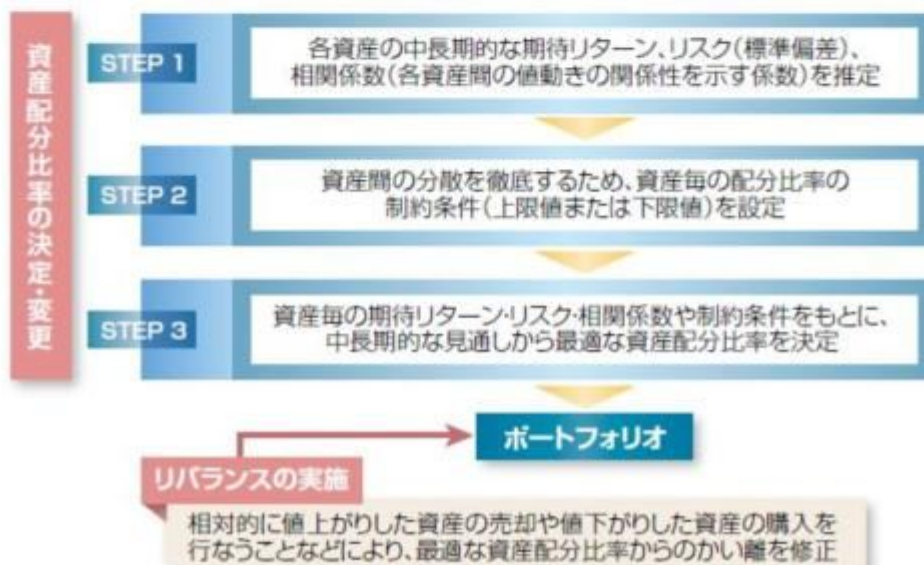 資産配分比率の決定・変更
STEP 1
各資産の中長期的な期待リターン、リスク(標準偏差)、
相関係数(各資産間の値動きの関係性を示す係数)を推定
STEP 2
資産間の分散を徹底するため、資産毎の配分比率の
制約条件(上限値または下限値)を設定
STEP 3
資産毎の期待リターン・リスク・相関係数や制約条件をもとに、
中長期的な見通しから最適な資産配分比率を決定
ポートフォリオ
リバランスの実施
相対的に値上がりした資産の売却や値下がりした資産の購入を
行なうことなどにより、最適な資産配分比率からのかい離を修正